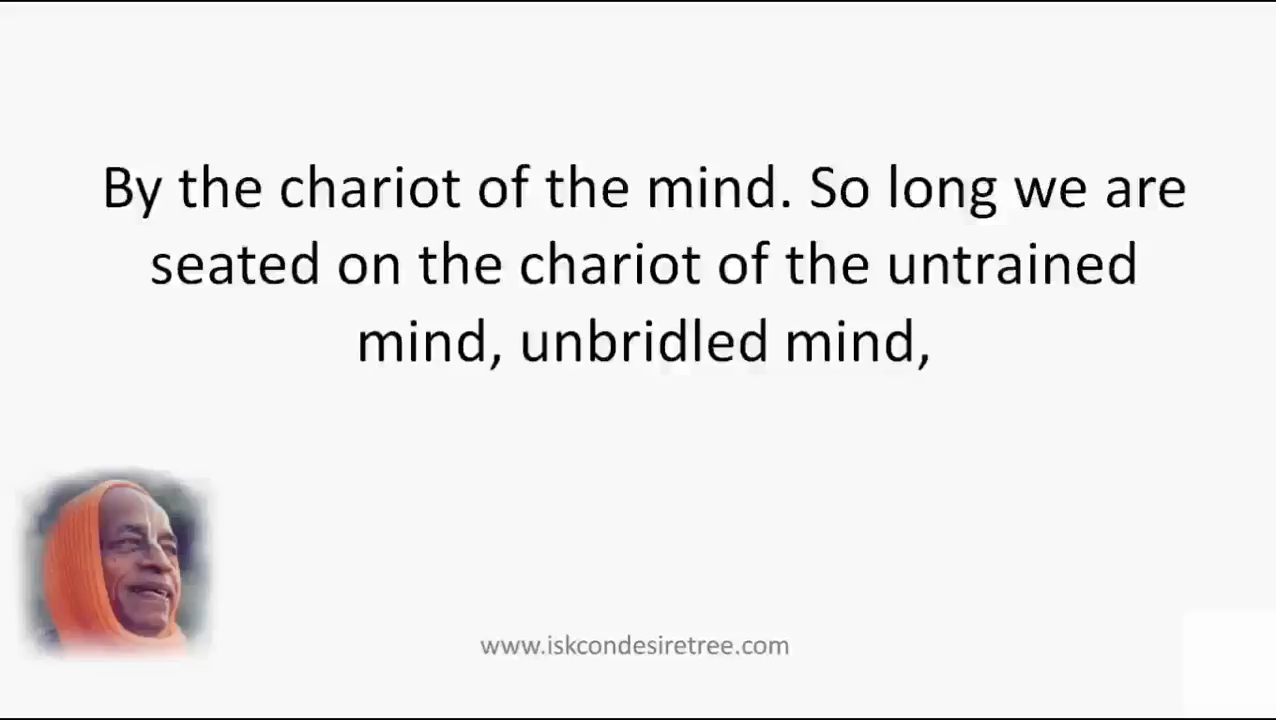 By the chariot of the mind. So long we are
seated on the chariot of the untrained
mind, unbridled mind,
www.iskcondesiretree.com